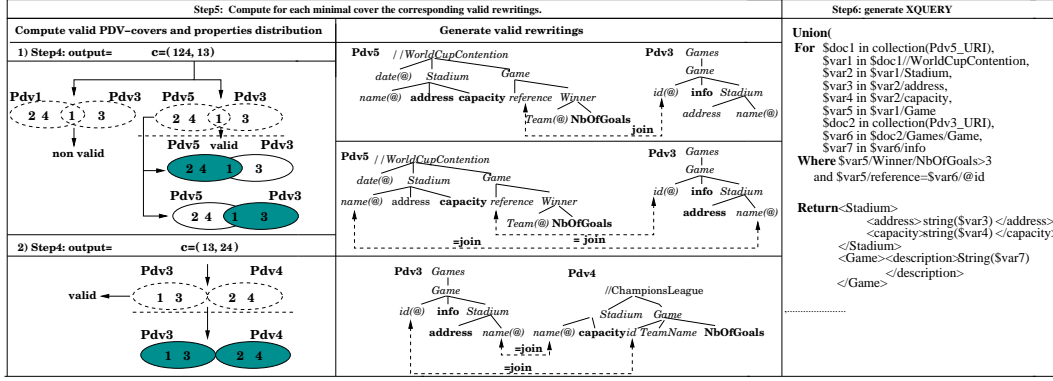 Step5: Compute for each minimal cover the corresponding valid rewritings.
Step6: generate XQUERY
Compute valid PDV-covers and properties distribution
Generate valid rewritings
1) Step4: output= c=(124, 13)
Pdv1 Pdv3 Pdv5 Pdv3
2 4 1 3 2 4 1 3
non valid
valid
Pdv5 Pdv3
2 4 1 3
Pdv5 Pdv3
2 4 1 3
2) Step4: output= c=(13, 24)
Pdv3 Pdv4
valid
1 3 2 4
Pdv3 Pdv4
1 3 2 4
Pdv5 //WorldCupContention
date(@) Stadium Game
name(@) address capacity reference Winner
Team(@) NbOfGoals
Pdv3 Games
Game
id(@) info Stadium
address name(@)
join
Pdv5 //WorldCupContention
date(@) Stadium Game
name(@) address capacity reference Winner
Team(@) NbOfGoals
Pdv3 Games
Game
id(@) info Stadium
address name(@)
=join = join
Pdv3 Games
Game
id(@) info Stadium
address name(@)
Pdv4
//ChampionsLeague
Stadium Game
name(@) capacity id TeamName NbOfGoals
=join
=join
Union(
For $doc1 in collection(Pdv5_URI),
$var1 in $doc1//WorldCupContention,
$var2 in $var1/Stadium,
$var3 in $var2/address,
$var4 in $var2/capacity,
$var5 in $var1/Game
$doc2 in collection(Pdv3_URI),
$var6 in $doc2/Games/Game,
$var7 in $var6/info
Where $var5/Winner/NbOfGoals>3
and $var5/reference=$var6/@id
Return<Stadium>
<address>string($var3) </address>
<capacity>string($var4) </capacity
</Stadium>
<Game><description>String($var7)
</description>
</Game>